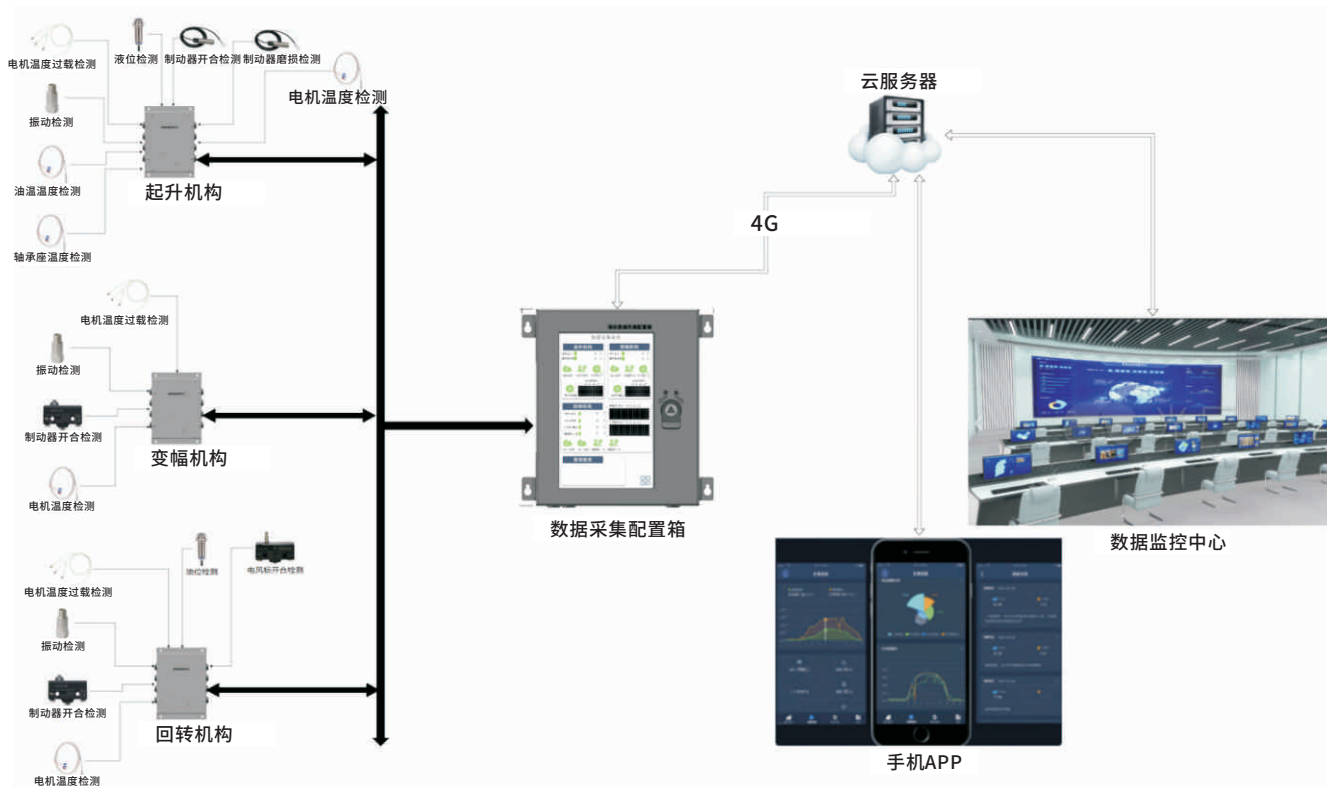 液位检测
制动器开合检测
制动器磨损检测
电机温度过载检测
电机温度检测
振动检测
油温温度检测
起升机构
轴承座温度检测
云服务器
4G
电机温度过载检测
振动检测
制动器开合检测
变幅机构
电机温度检测
数据采集配置箱
数据监控中心
油位检测
电风标开合检测
电机温度过载检测
振动检测
制动器开合检测
回转机构
电机温度检测
手机APP